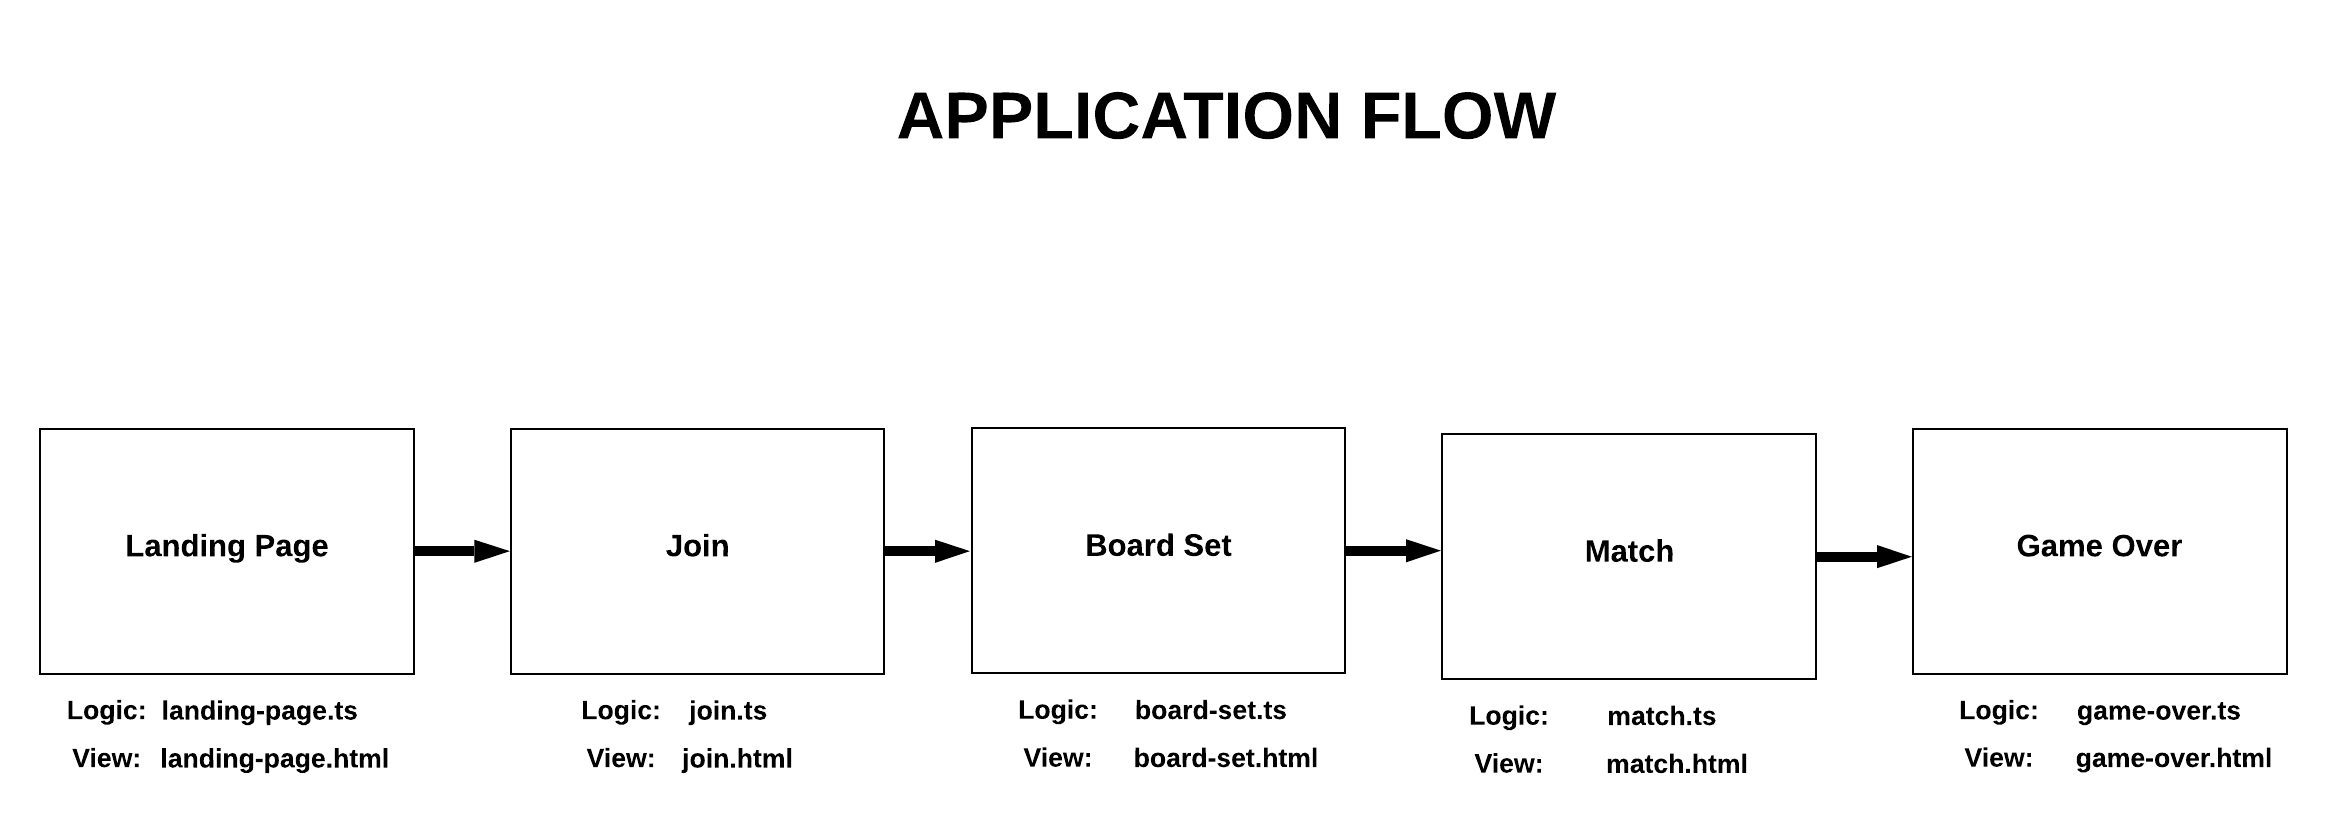 APPLICATION FLOW
Landing Page
Join
Board Set
Match
Game Over
Logic: landing-page.ts
View: landing-page.html
Logic: join.ts
View: join.html
Logic: board-set.ts
View: board-set.html
Logic: match.ts
View: match.html
Logic: game-over.ts
View: game-over.html